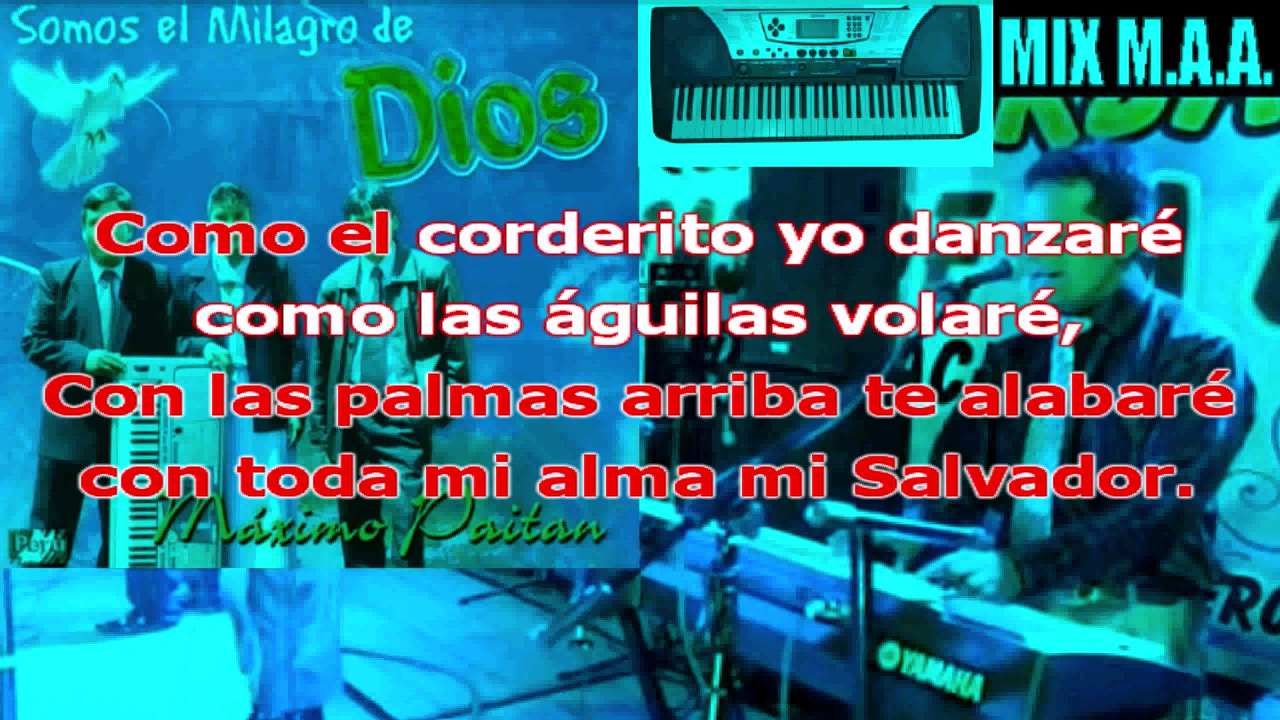 Somos el Milagro de
Dios
MIX M.A.A.
Como el corderito yo danzaré
como las águilas volaré,
Con las palmas arriba te alabaré
con toda mi alma mi Salvador.
Máximo Paitan
Perú
YAMAHA